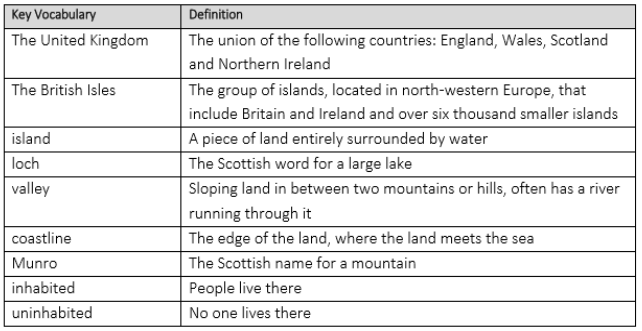 Key Vocabulary Definition
The United Kingdom The union of the following countries: England, Wales, Scotland
and Northern Ireland
The British Isles The group of islands, located in north-western Europe, that
include Britain and Ireland and over six thousand smaller islands
island A piece of land entirely surrounded by water
loch The Scottish word for a large lake
valley Sloping land in between two mountains or hills, often has a river
running through it
coastline The edge of the land, where the land meets the sea
Munro The Scottish name for a mountain
inhabited People live there
uninhabited No one lives there